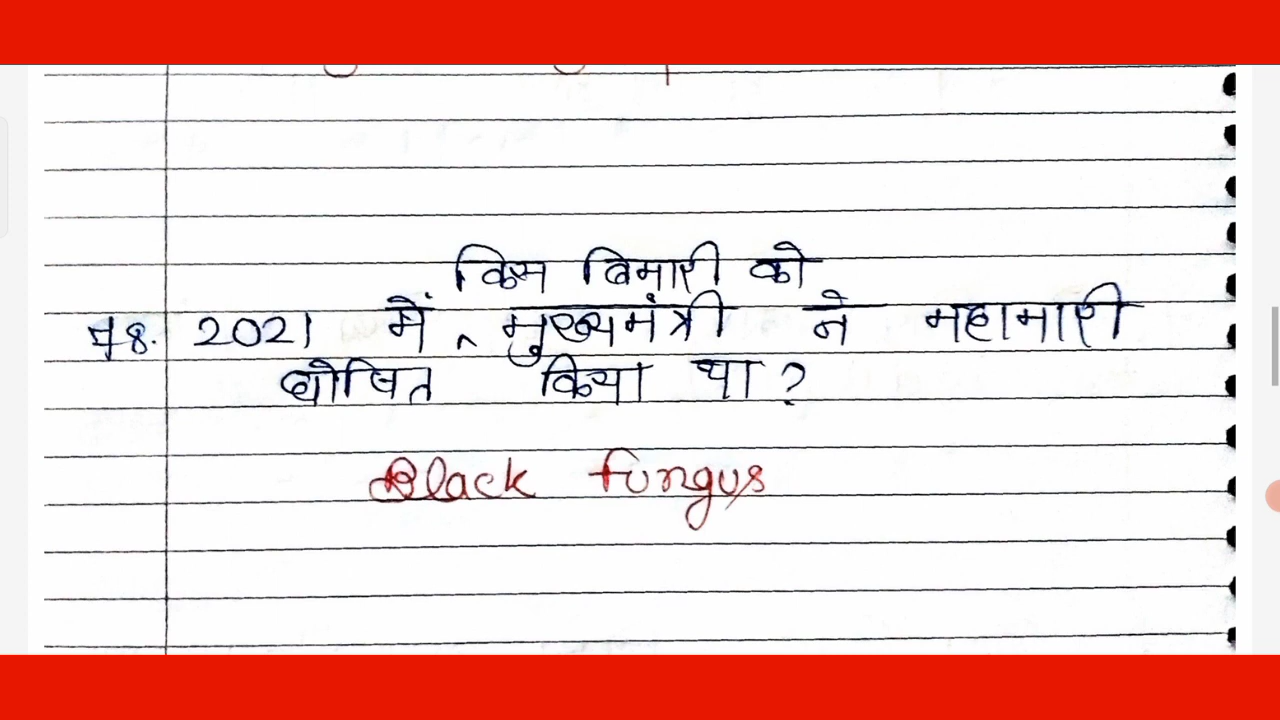 किस बिमारी को
78. 2021 में ^ मुख्यमंत्री ने महामारी
घोषित किया था?
Black fungus